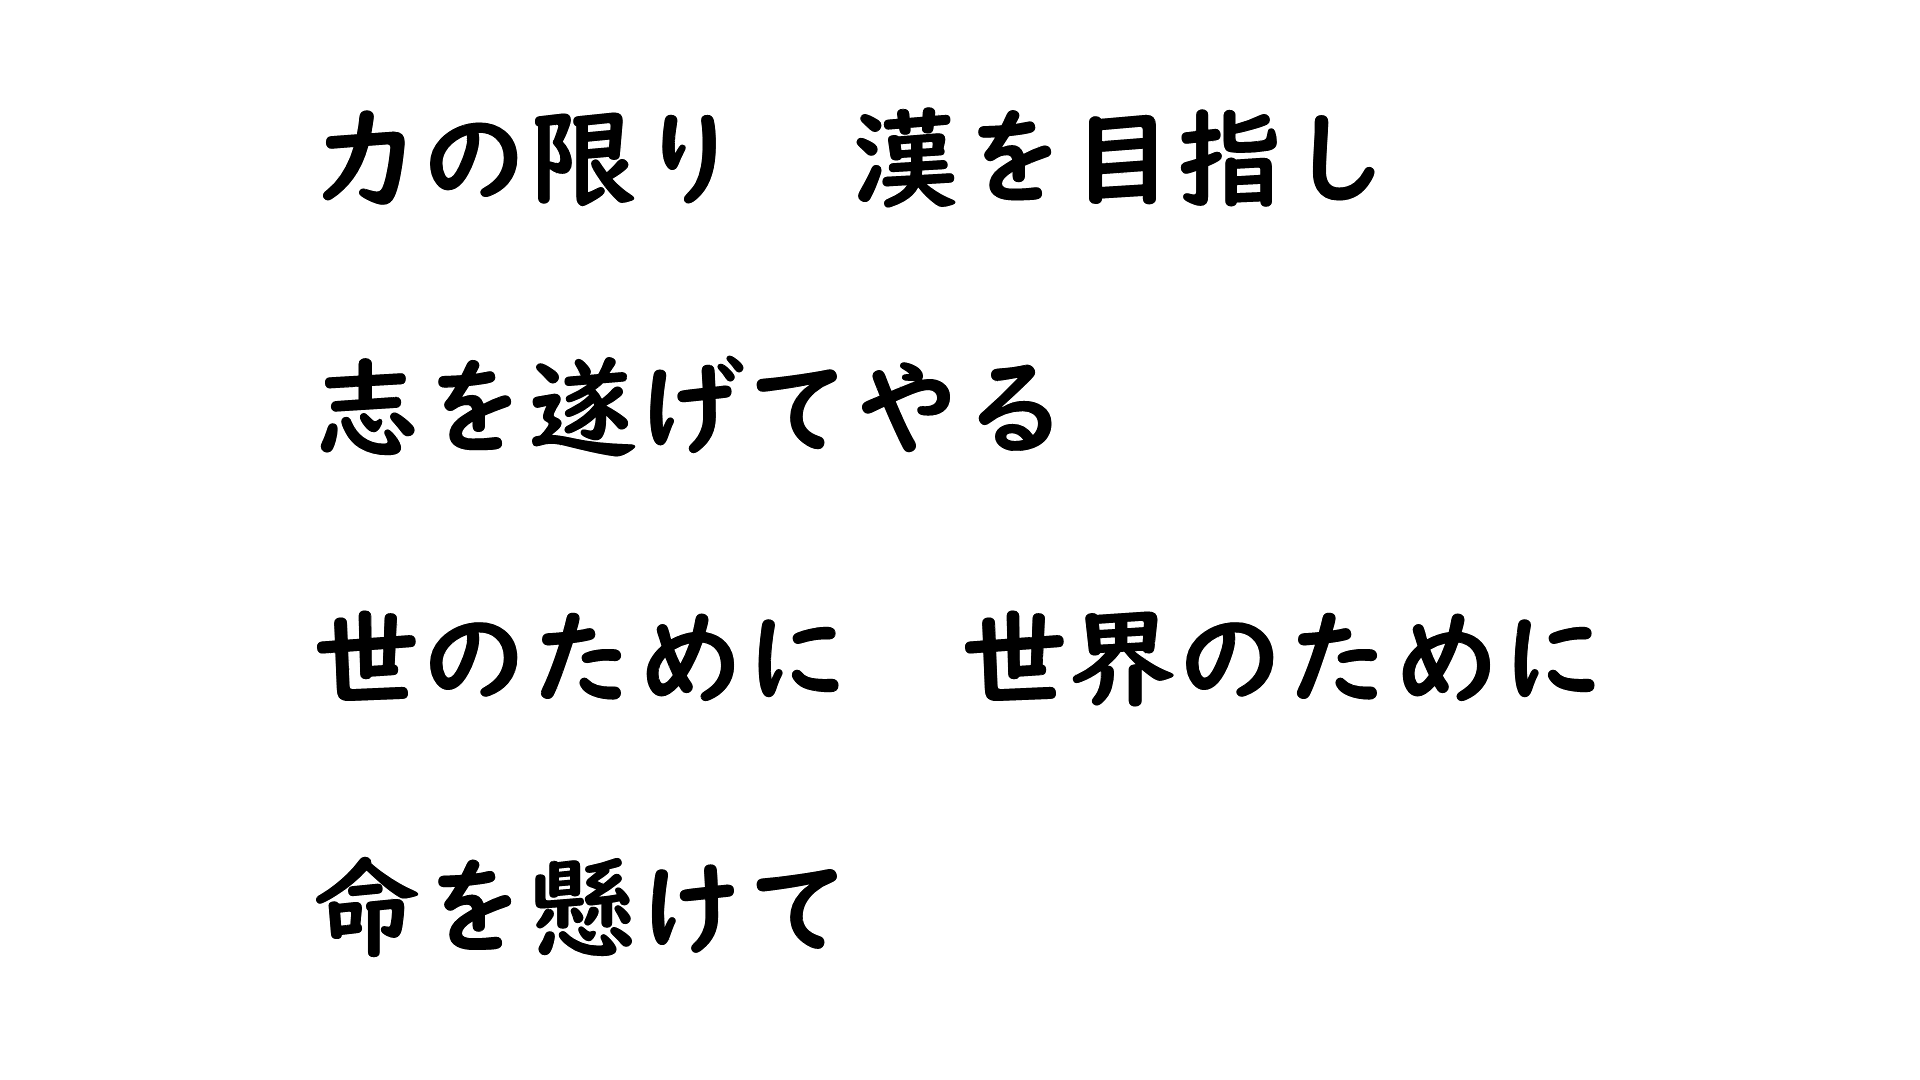 力の限り　漢を目指し
志を遂げてやる
世のために　世界のために
命を懸けて